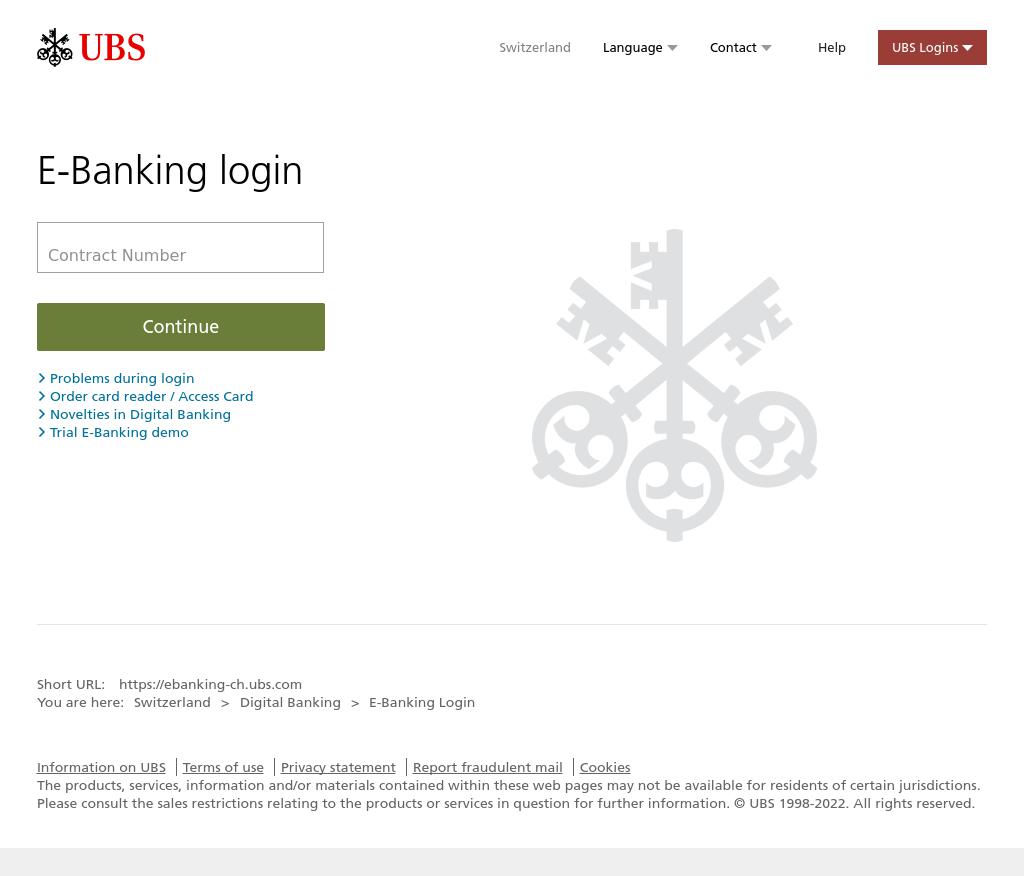 UBS
Switzerland Language Contact Help UBS Logins
E-Banking login
Contract Number
Continue
Problems during login
Order card reader / Access Card
Novelties in Digital Banking
Trial E-Banking demo
Short URL: https://ebanking-ch.ubs.com
You are here: Switzerland > Digital Banking > E-Banking Login
Information on UBS | Terms of use | Privacy statement | Report fraudulent mail | Cookies
The products, services, information and/or materials contained within these web pages may not be available for residents of certain jurisdictions.
Please consult the sales restrictions relating to the products or services in question for further information. © UBS 1998-2022. All rights reserved.